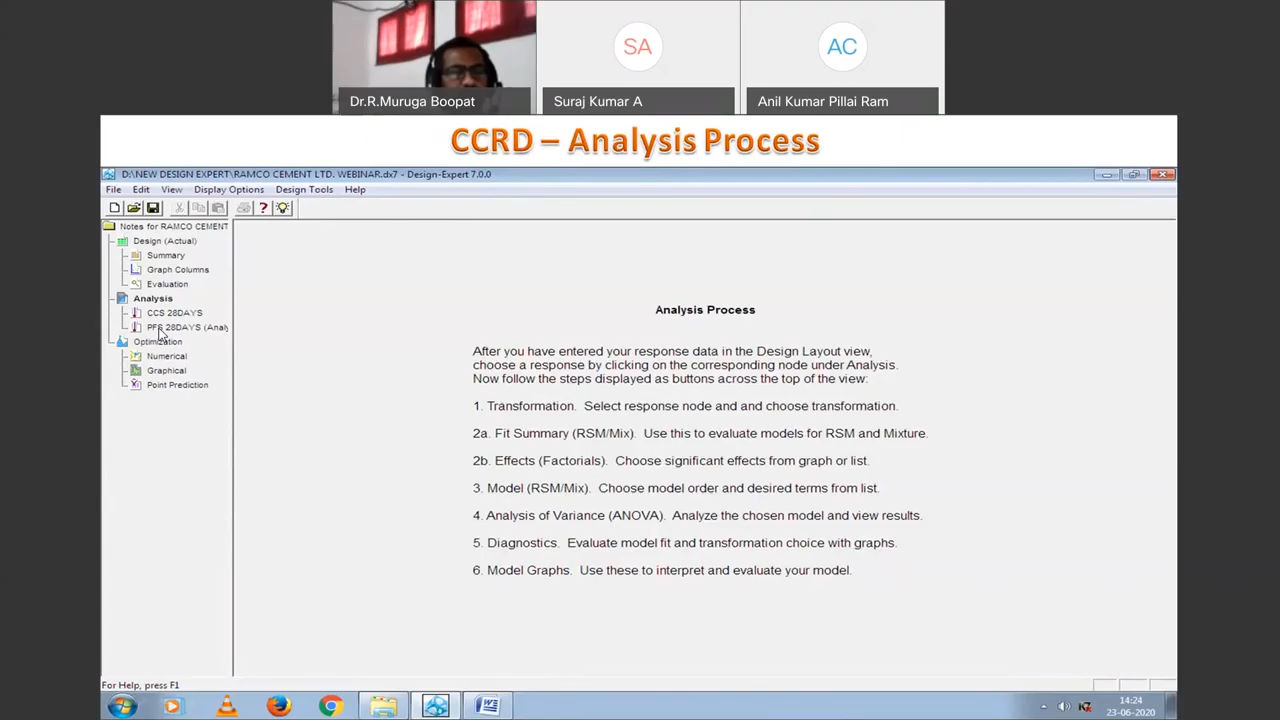 SA
AC
Dr.R.Muruga Boopat
Suraj Kumar A
Anil Kumar Pillai Ram
CCRD – Analysis Process
D:\NEW DESIGN EXPERT\RAMCO CEMENT LTD. WEBINAR.dx7 - Design-Expert 7.0.0
File Edit View Display Options Design Tools Help
Notes for RAMCO CEMENT
Design (Actual)
Summary
Graph Columns
Evaluation
Analysis
CCS 28DAYS
PFS 28DAYS (Analy
Optimization
Numerical
Graphical
Point Prediction
Analysis Process
After you have entered your response data in the Design Layout view,
choose a response by clicking on the corresponding node under Analysis.
Now follow the steps displayed as buttons across the top of the view:
1. Transformation. Select response node and and choose transformation.
2a. Fit Summary (RSM/Mix). Use this to evaluate models for RSM and Mixture.
2b. Effects (Factorials). Choose significant effects from graph or list.
3. Model (RSM/Mix). Choose model order and desired terms from list.
4. Analysis of Variance (ANOVA). Analyze the chosen model and view results.
5. Diagnostics. Evaluate model fit and transformation choice with graphs.
6. Model Graphs. Use these to interpret and evaluate your model.
For Help, press F1
14:24
23-06-2020